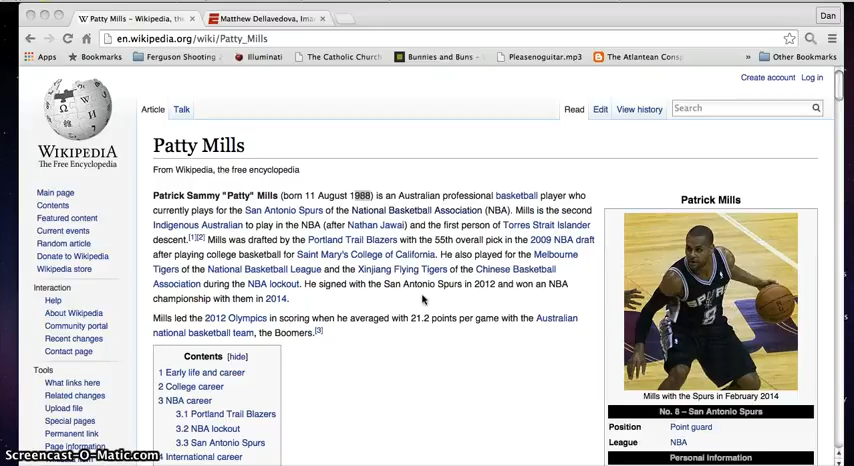 Patty Mills – Wikipedia, th
Matthew Dellavedova, Ima
Dan
en.wikipedia.org/wiki/Patty_Mills
Apps
Bookmarks
Ferguson Shooting
Illuminati
The Catholic Church
Bunnies and Buns -
Pleasenoguitar.mp3
The Atlantean Cons
»
Other Bookmarks
Create account
Log in
Article
Talk
Read
Edit
View history
Search
WIKIPEDIA
The Free Encyclopedia
Main page
Contents
Featured content
Current events
Random article
Donate to Wikipedia
Wikipedia store
Interaction
Help
About Wikipedia
Community portal
Recent changes
Contact page
Tools
What links here
Related changes
Upload file
Special pages
Permanent link
Page information
Patty Mills
From Wikipedia, the free encyclopedia
Patrick Sammy "Patty" Mills (born 11 August 1988) is an Australian professional basketball player who
currently plays for the San Antonio Spurs of the National Basketball Association (NBA). Mills is the second
Indigenous Australian to play in the NBA (after Nathan Jawai) and the first person of Torres Strait Islander
descent.[1][2] Mills was drafted by the Portland Trail Blazers with the 55th overall pick in the 2009 NBA draft
after playing college basketball for Saint Mary's College of California. He also played for the Melbourne
Tigers of the National Basketball League and the Xinjiang Flying Tigers of the Chinese Basketball
Association during the NBA lockout. He signed with the San Antonio Spurs in 2012 and won an NBA
championship with them in 2014.
Mills led the 2012 Olympics in scoring when he averaged with 21.2 points per game with the Australian
national basketball team, the Boomers.[3]
Contents [hide]
1 Early life and career
2 College career
3 NBA career
3.1 Portland Trail Blazers
3.2 NBA lockout
3.3 San Antonio Spurs
4 International career
Patrick Mills
SPURS
8
Mills with the Spurs in February 2014
No. 8 – San Antonio Spurs
Position
Point guard
League
NBA
Personal information
Screencast-O-Matic.com